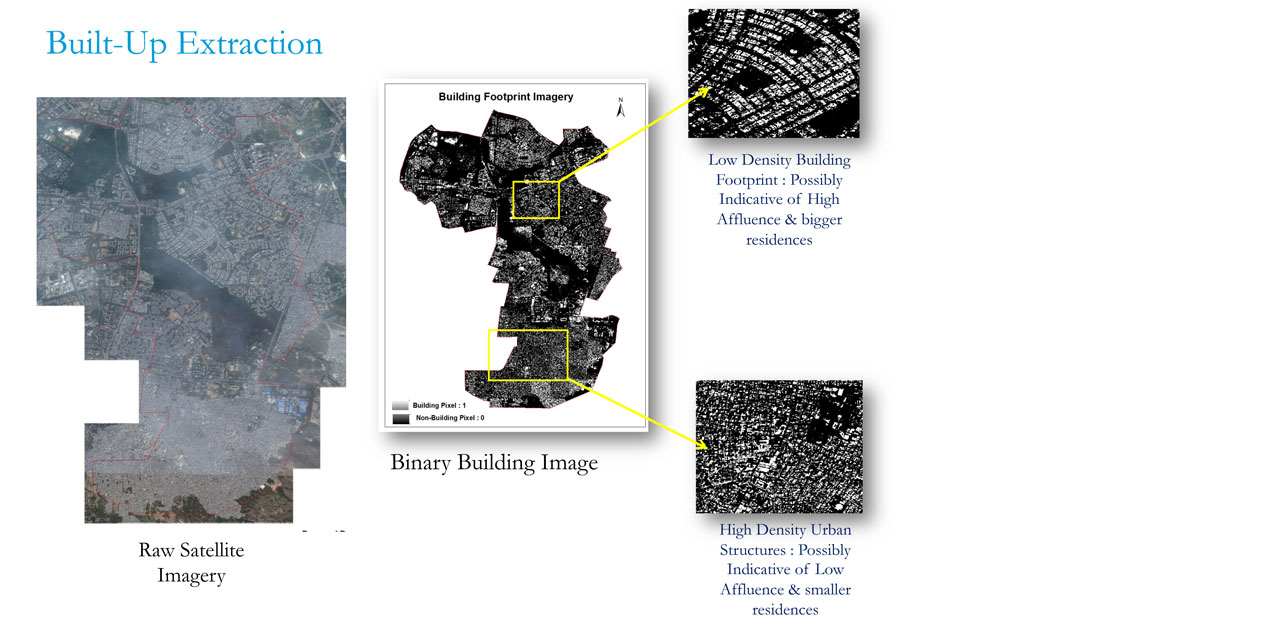 Built-Up Extraction
Raw Satellite
Imagery
Building Footprint Imagery
N
Building Pixel : 1
Non-Building Pixel : 0
Binary Building Image
Low Density Building
Footprint : Possibly
Indicative of High
Affluence & bigger
residences
High Density Urban
Structures : Possibly
Indicative of Low
Affluence & smaller
residences